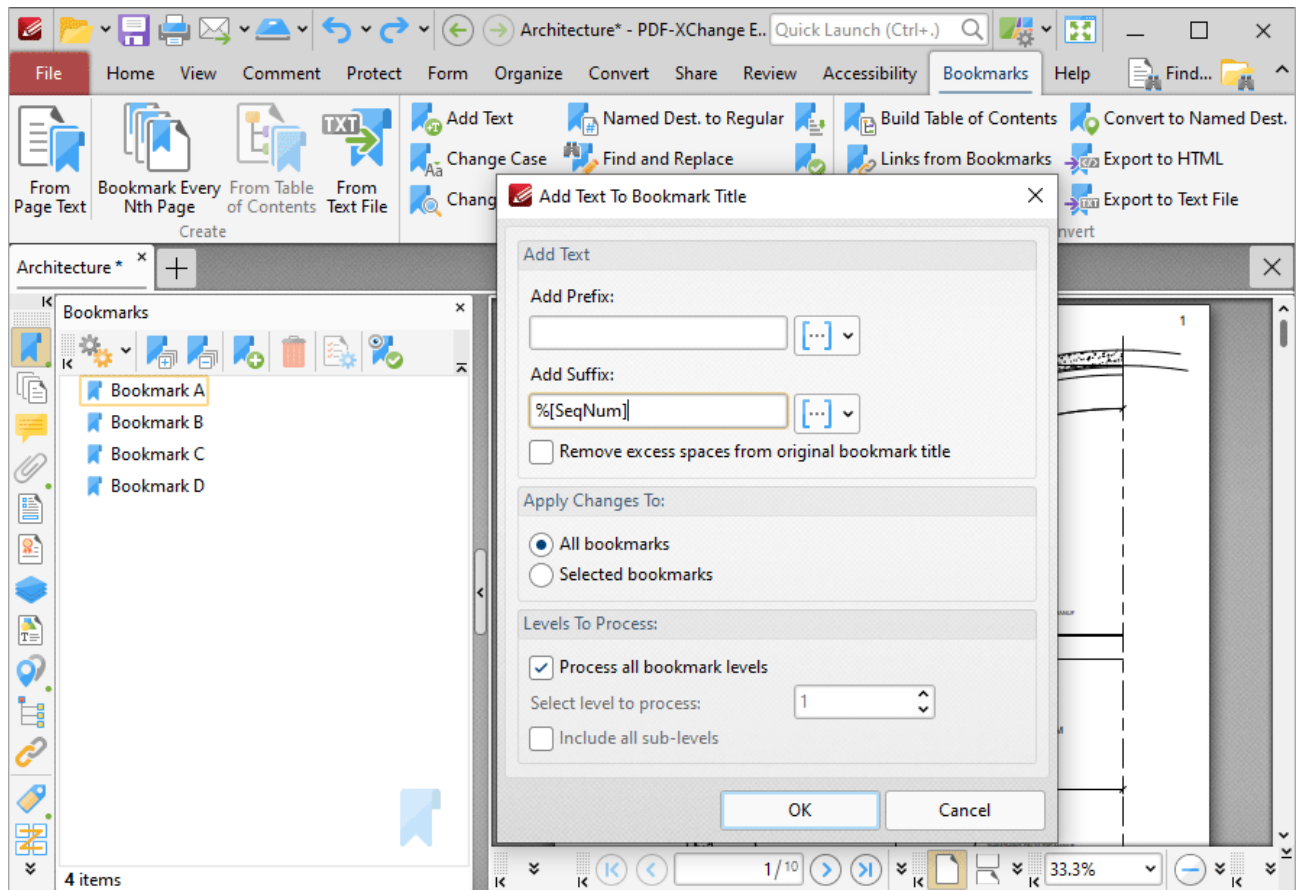 Architecture* - PDF-XChange E..
Quick Launch (Ctrl+.)
File
Home
View
Comment
Protect
Form
Organize
Convert
Share
Review
Accessibility
Bookmarks
Help
Find...
From
Page Text
Bookmark Every
Nth Page
From Table
of Contents
TXT
From
Text File
Create
Add Text
Change Case
Chang
Named Dest. to Regular
Find and Replace
Build Table of Contents
Links from Bookmarks
Convert to Named Dest.
Export to HTML
Export to Text File
nvert
Architecture *
Bookmarks
Bookmark A
Bookmark B
Bookmark C
Bookmark D
4 items
Add Text To Bookmark Title
Add Text
Add Prefix:
Add Suffix:
%[SeqNum]
Remove excess spaces from original bookmark title
Apply Changes To:
All bookmarks
Selected bookmarks
Levels To Process:
Process all bookmark levels
Select level to process:
1
Include all sub-levels
OK
Cancel
1
1/10
33.3%